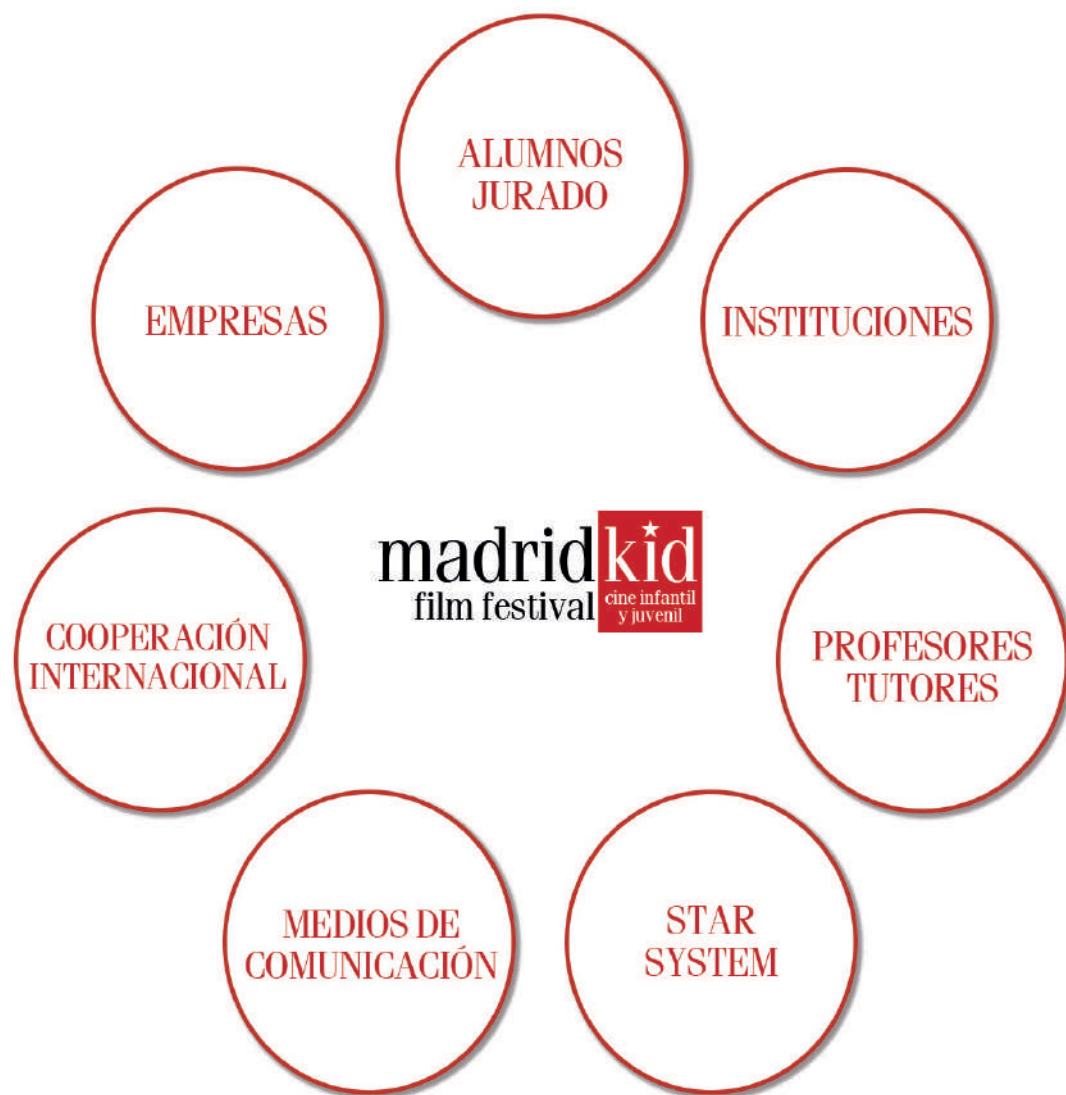 ALUMNOS
JURADO
EMPRESAS
INSTITUCIONES
madrid kid
film festival
cine infantil
y juvenil
COOPERACIÓN
INTERNACIONAL
PROFESORES
TUTORES
MEDIOS DE
COMUNICACIÓN
STAR
SYSTEM